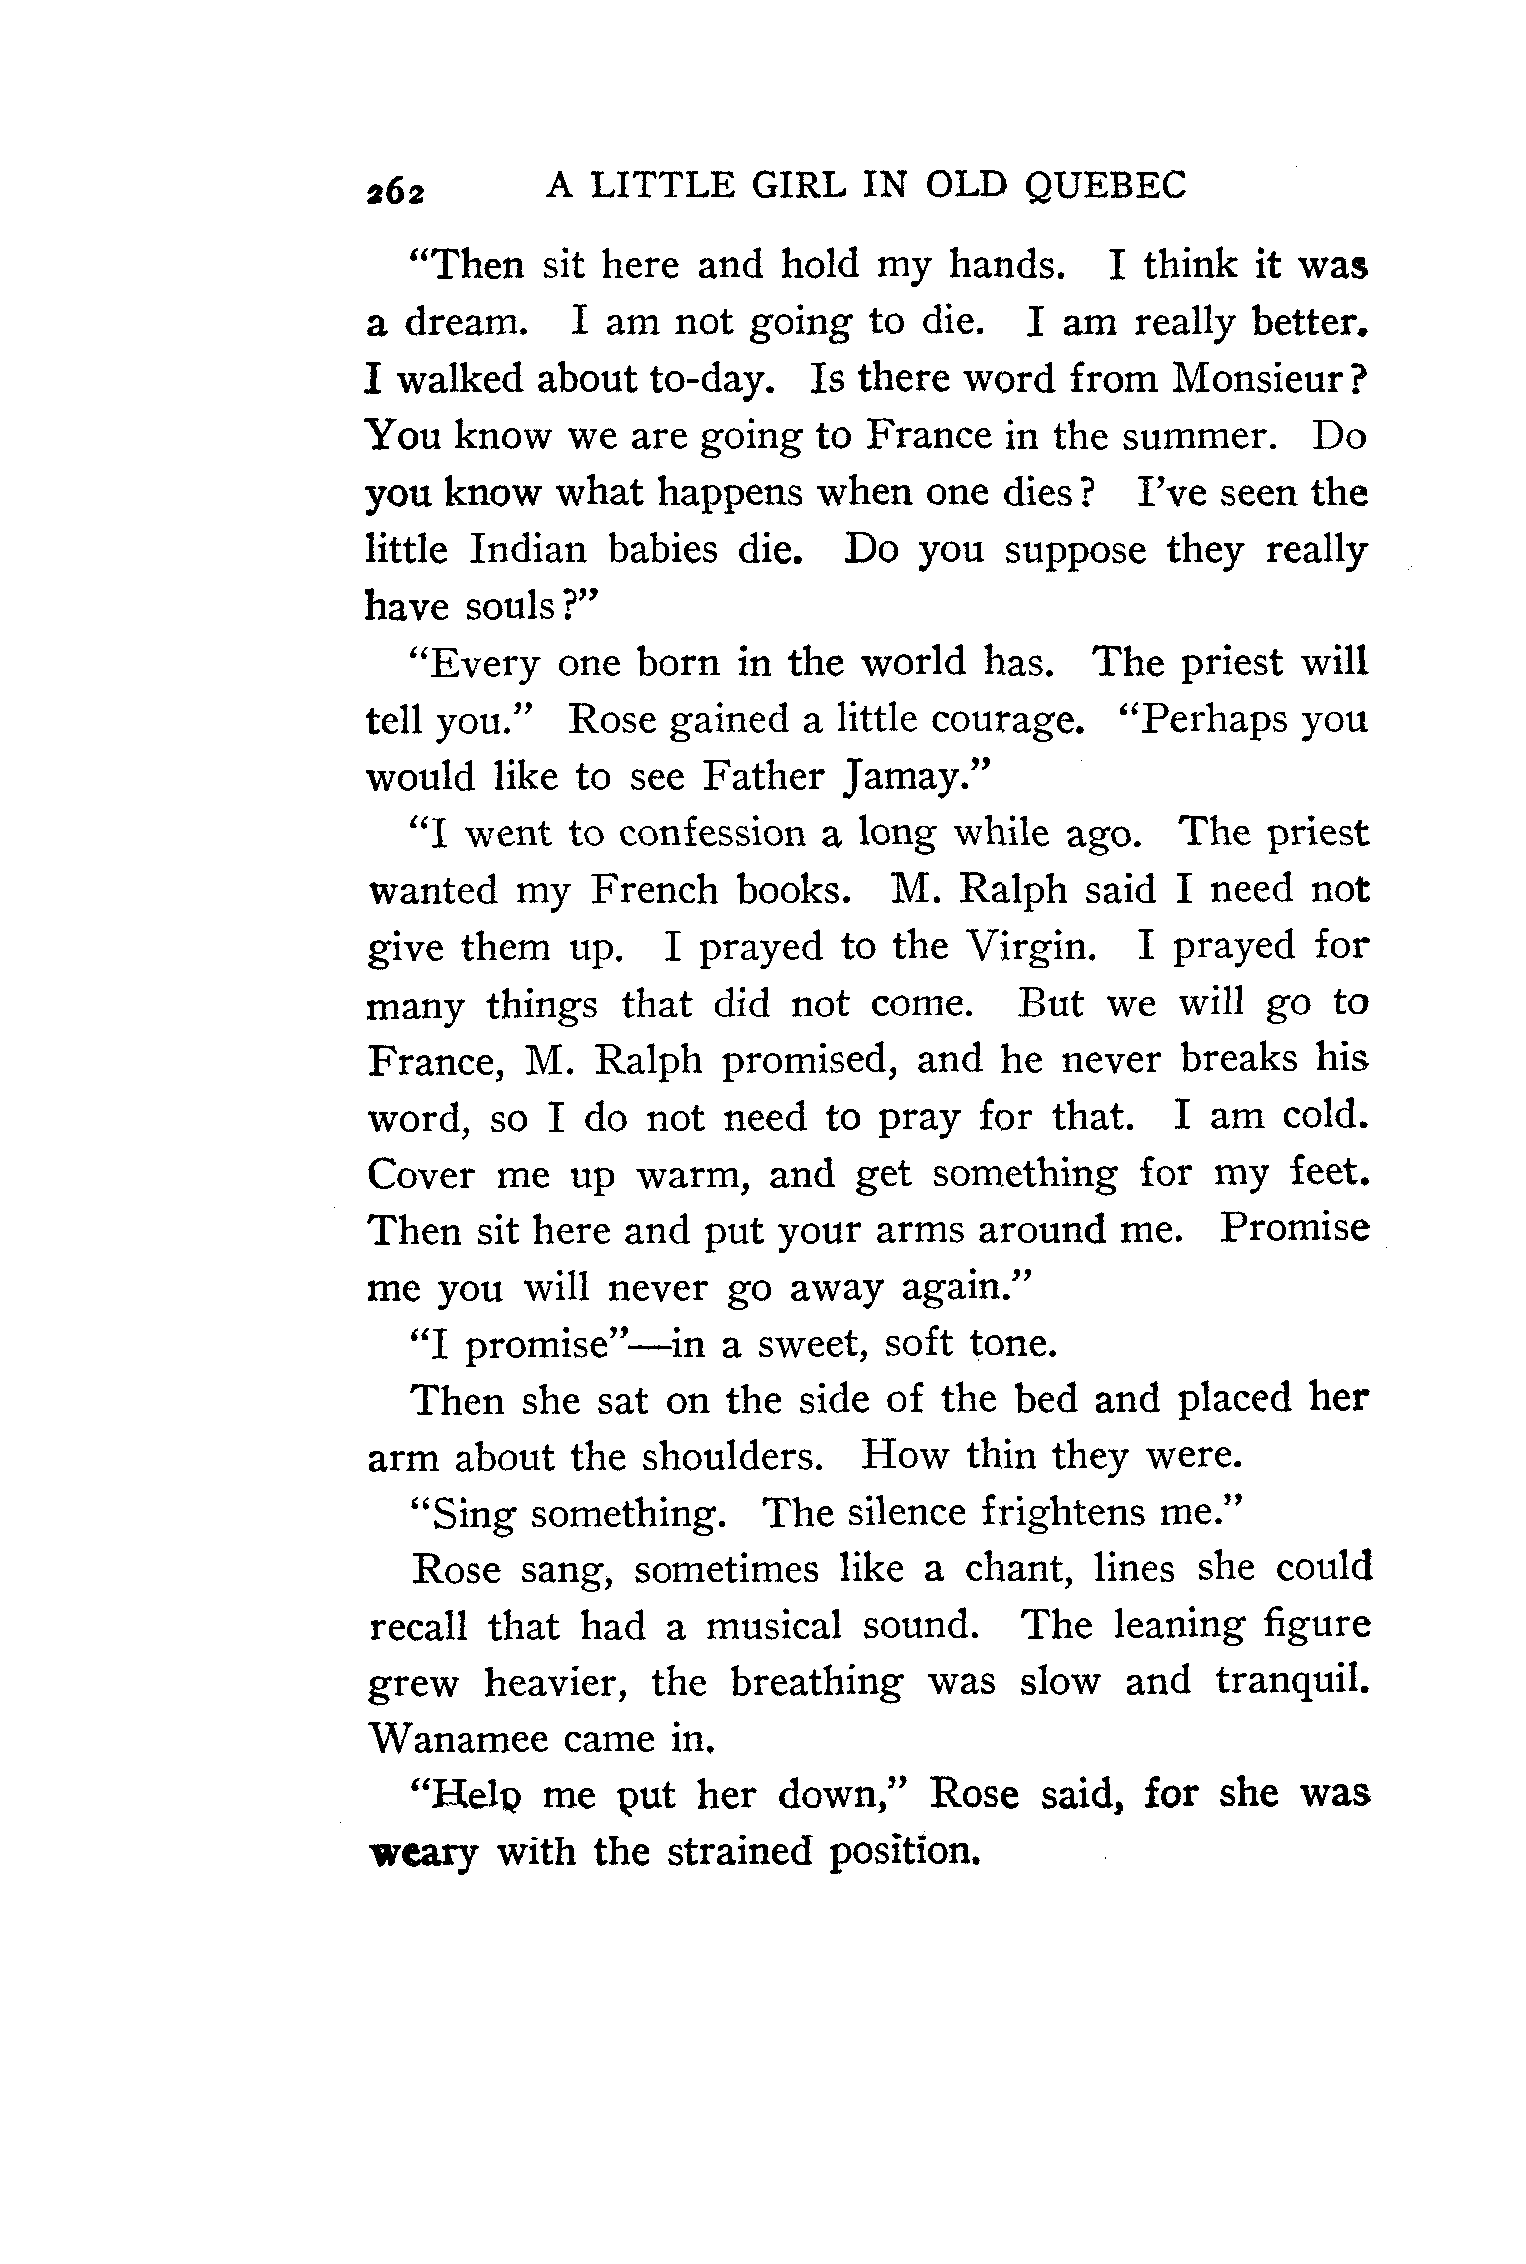 262 A LITTLE GIRL IN OLD QUEBEC
“Then sit here and hold my hands. I think it was
a dream. I am not going to die. I am really better.
I walked about to-day. Is there word from Monsieur?
You know we are going to France in the summer. Do
you know what happens when one dies? I’ve seen the
little Indian babies die. Do you suppose they really
have souls?”
“Every one born in the world has. The priest will
tell you.” Rose gained a little courage. “Perhaps you
would like to see Father Jamay.”
“I went to confession a long while ago. The priest
wanted my French books. M. Ralph said I need not
give them up. I prayed to the Virgin. I prayed for
many things that did not come. But we will go to
France, M. Ralph promised, and he never breaks his
word, so I do not need to pray for that. I am cold.
Cover me up warm, and get something for my feet.
Then sit here and put your arms around me. Promise
me you will never go away again.”
“I promise”—in a sweet, soft tone.
Then she sat on the side of the bed and placed her
arm about the shoulders. How thin they were.
“Sing something. The silence frightens me.”
Rose sang, sometimes like a chant, lines she could
recall that had a musical sound. The leaning figure
grew heavier, the breathing was slow and tranquil.
Wanamee came in.
“Help me put her down,” Rose said, for she was
weary with the strained position.